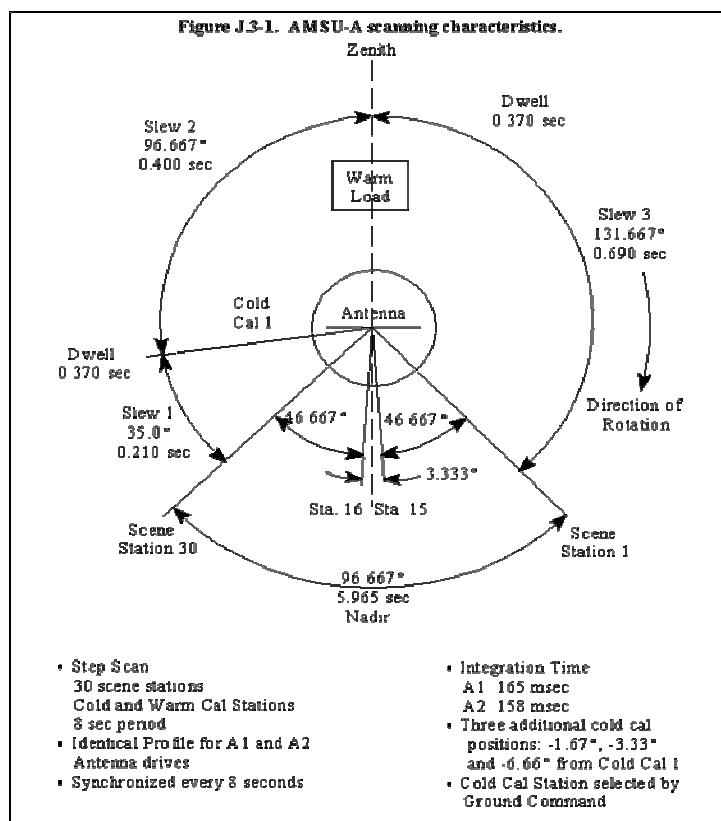 Figure J.3-1. AMSU-A scanning characteristics.
Zenith
Dwell
0.370 sec
Slew 2
96.667°
0.400 sec
Warm
Load
Slew 3
131.667°
0.690 sec
Cold
Cal 1
Antenna
Dwell
0 370 sec
Direction of
Rotation
Slew 1
35.0°
0.210 sec
46 667°
46 667°
3.333°
Sta. 16
Sta 15
Scene
Station 30
Scene
Station 1
96 667°
5.965 sec
Nadir
• Step Scan
30 scene stations
Cold and Warm Cal Stations
8 sec period
• Identical Profile for A1 and A2
Antenna drives
• Synchronized every 8 seconds
• Integration Time
A1 165 msec
A2 158 msec
• Three additional cold cal
positions: -1.67°, -3.33°
and -6.66° from Cold Cal 1
• Cold Cal Station selected by
Ground Command